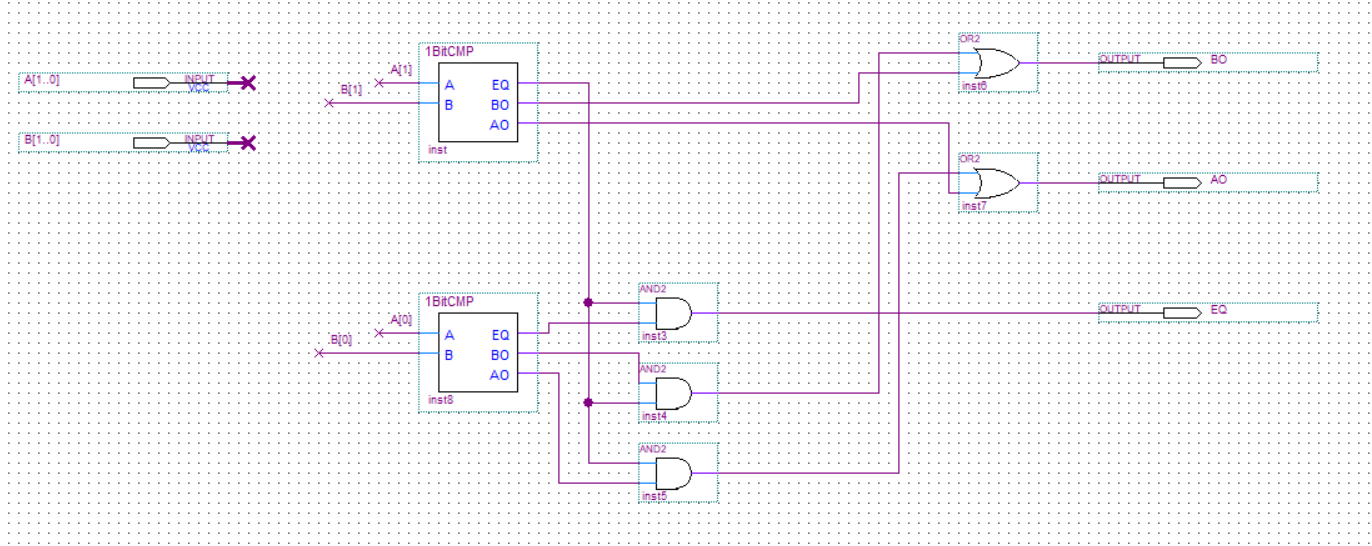 A[1..0]
INPUT
VCC
B[1..0]
INPUT
VCC
1BitCMP
A[1]
B[1]
A
B
EQ
BO
AO
inst
OR2
inst6
OUTPUT
BO
OR2
inst7
OUTPUT
AO
1BitCMP
A[0]
B[0]
A
B
EQ
BO
AO
inst8
AND2
inst3
OUTPUT
EQ
AND2
inst4
AND2
inst5